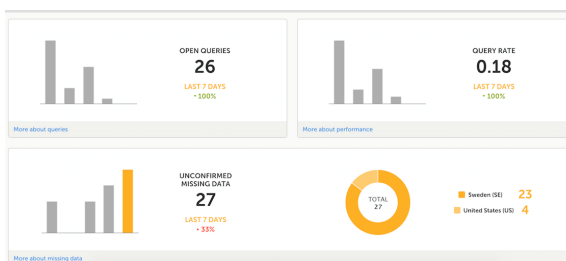 OPEN QUERIES
26
LAST 7 DAYS
100%
More about queries
QUERY RATE
0.18
LAST 7 DAYS
100%
More about performance
UNCONFIRMED
MISSING DATA
27
LAST 7 DAYS
33%
TOTAL
27
Sweden (SE) 23
United States (US) 4
More about missing data